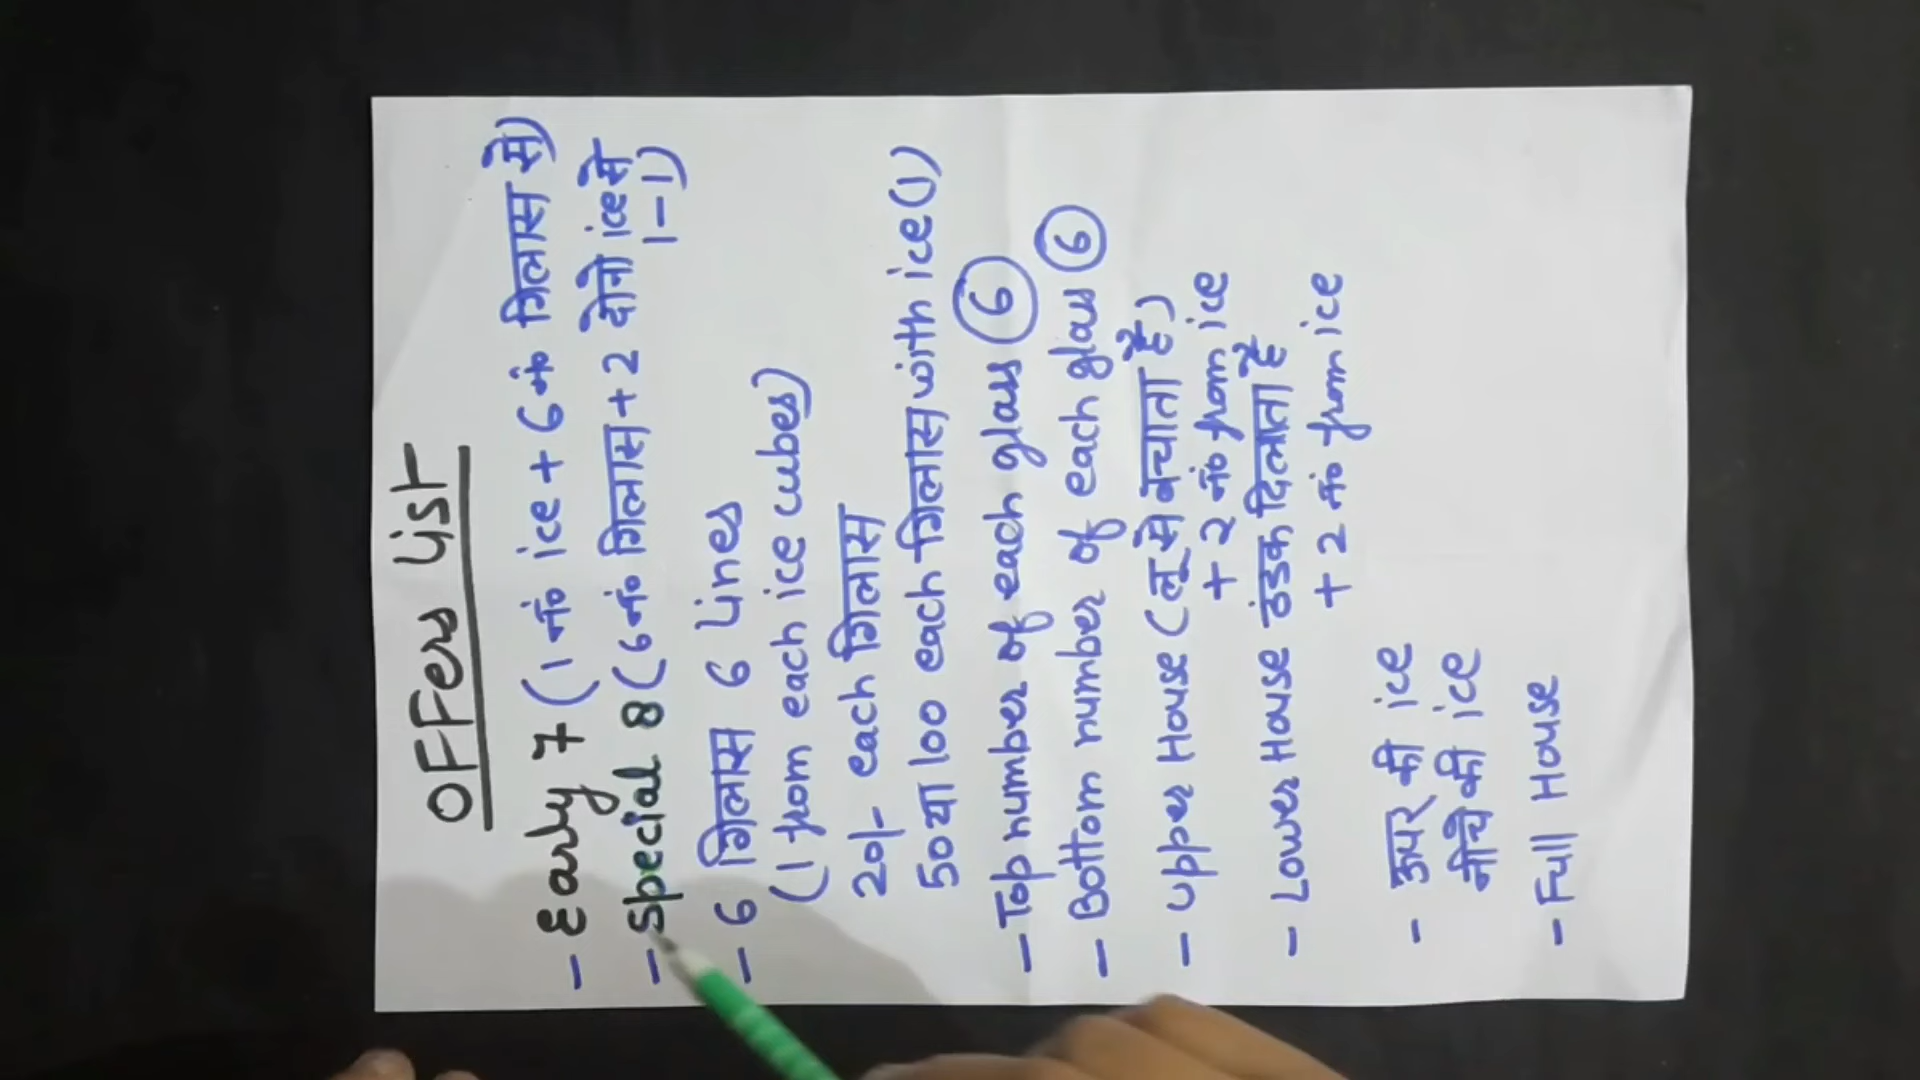 OFFers List
- Early 7 (1 नं० ice + 6 नं० गिलास से)
- Special 8 (6 नं० गिलास + 2 दोनो ice से
1-1)
- 6 गिलास 6 Lines
(1 from each ice cubes)
20/- each गिलास
50 या 100 each गिलास with ice (1)
- Top number of each glass 6
- Bottom number of each glass 6
- Upper House (लू से बचाता है)
+ 2 नं० from ice
- Lower House ठंडक दिलाता है
+ 2 नं० from ice
- ऊपर की ice
नीचे की ice
- Full House